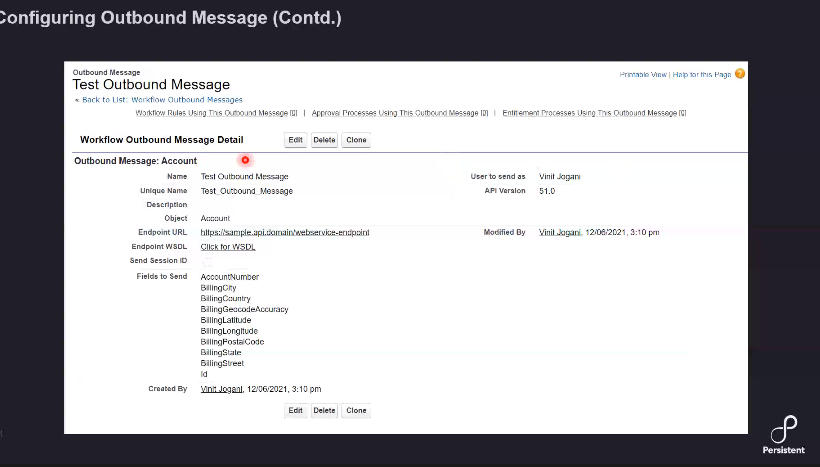 Configuring Outbound Message (Contd.)
Outbound Message
Test Outbound Message
Printable View | Help for this Page ?
« Back to List: Workflow Outbound Messages
Workflow Rules Using This Outbound Message [0] | Approval Processes Using This Outbound Message [0] | Entitlement Processes Using This Outbound Message [0]
Workflow Outbound Message Detail Edit Delete Clone
Outbound Message: Account
Name Test Outbound Message User to send as Vinit Jogani
Unique Name Test_Outbound_Message API Version 51.0
Description
Object Account
Endpoint URL https://sample.api.domain/webservice-endpoint Modified By Vinit Jogani, 12/06/2021, 3:10 pm
Endpoint WSDL Click for WSDL
Send Session ID
Fields to Send AccountNumber
BillingCity
BillingCountry
BillingGeocodeAccuracy
BillingLatitude
BillingLongitude
BillingPostalCode
BillingState
BillingStreet
Id
Created By Vinit Jogani, 12/06/2021, 3:10 pm
Edit Delete Clone
Persistent